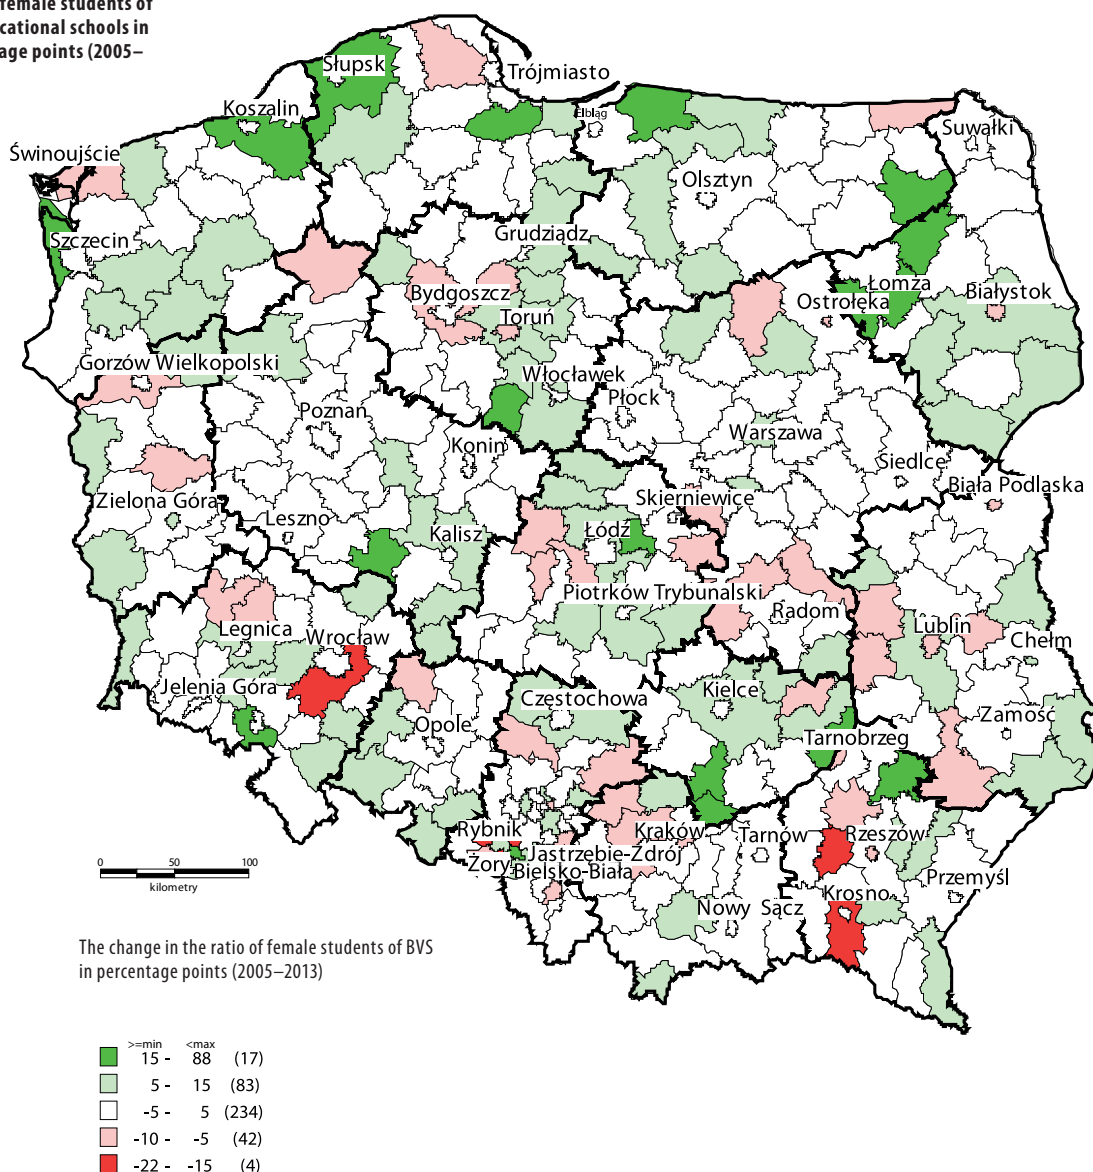 female students of
cational schools in
age points (2005–
Słupsk
Trójmiasto
Koszalin
Elbląg
Suwałki
Świnoujście
Olsztyn
Szczecin
Grudziądz
Łomża
Bydgoszcz
Ostrołęka
Białystok
Toruń
Gorzów Wielkopolski
Włocławek
Płock
Poznań
Warszawa
Konin
Siedlce
Biała Podlaska
Zielona Góra
Skierniewice
Leszno
Kalisz
Łódź
Piotrków Trybunalski
Radom
Legnica
Wrocław
Lublin
Chełm
Jelenia Góra
Częstochowa
Kielce
Opole
Zamość
Tarnobrzeg
Rybnik
Kraków
Tarnów
Rzeszów
Żory
Jastrzebie-Zdrój
Bielsko-Biała
Przemyśl
Krosno
Nowy Sącz
0 50 100
kilometry
The change in the ratio of female students of BVS
in percentage points (2005–2013)
>=min <max
15 - 88 (17)
5 - 15 (83)
-5 - 5 (234)
-10 - -5 (42)
-22 - -15 (4)